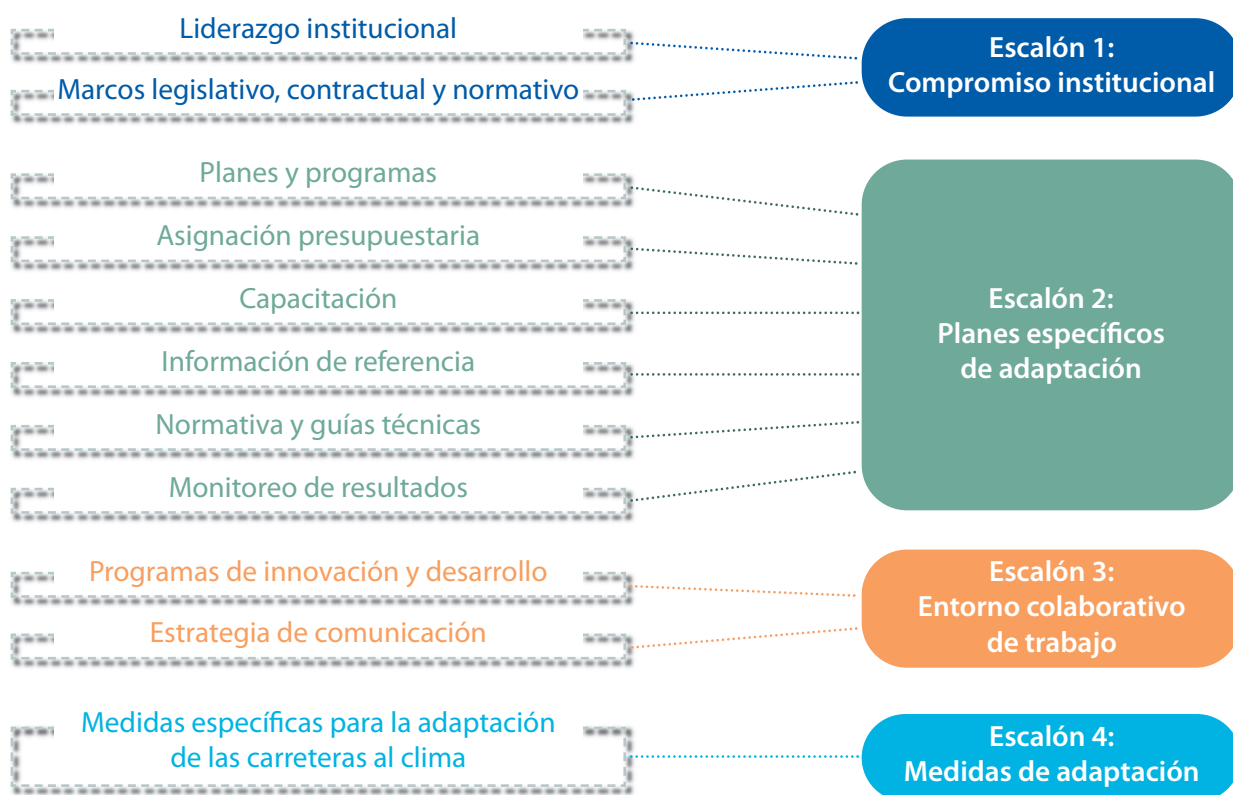 Liderazgo institucional
Marcos legislativo, contractual y normativo
Escalón 1:
Compromiso institucional
Planes y programas
Asignación presupuestaria
Capacitación
Información de referencia
Normativa y guías técnicas
Monitoreo de resultados
Escalón 2:
Planes específicos
de adaptación
Programas de innovación y desarrollo
Estrategia de comunicación
Escalón 3:
Entorno colaborativo
de trabajo
Medidas específicas para la adaptación
de las carreteras al clima
Escalón 4:
Medidas de adaptación